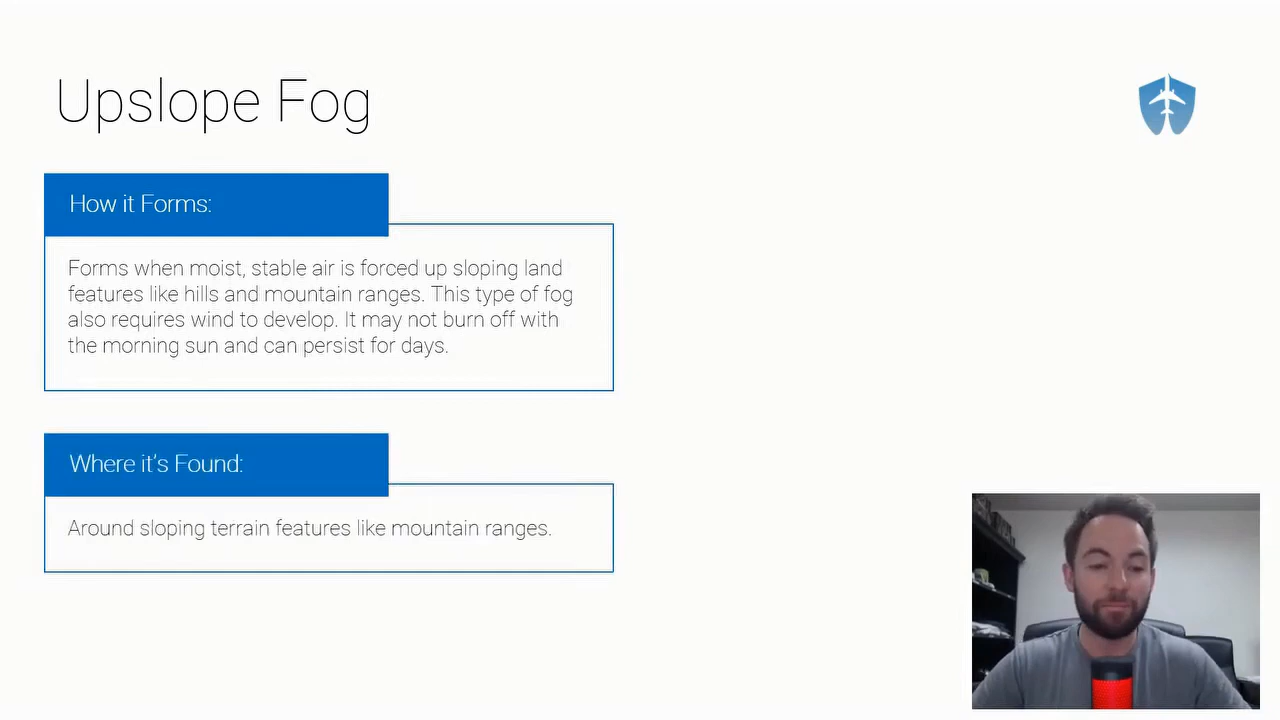 Upslope Fog
How it Forms:
Forms when moist, stable air is forced up sloping land
features like hills and mountain ranges. This type of fog
also requires wind to develop. It may not burn off with
the morning sun and can persist for days.
Where it's Found:
Around sloping terrain features like mountain ranges.